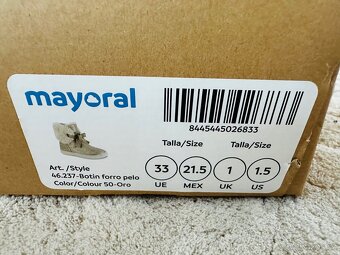 mayoral
8445445026833
Talla/Size Talla/Size
Art./Style
46.237-Botin forro pelo
Color/Colour 50-Oro
33 21.5 1 1.5
UE MEX UK US